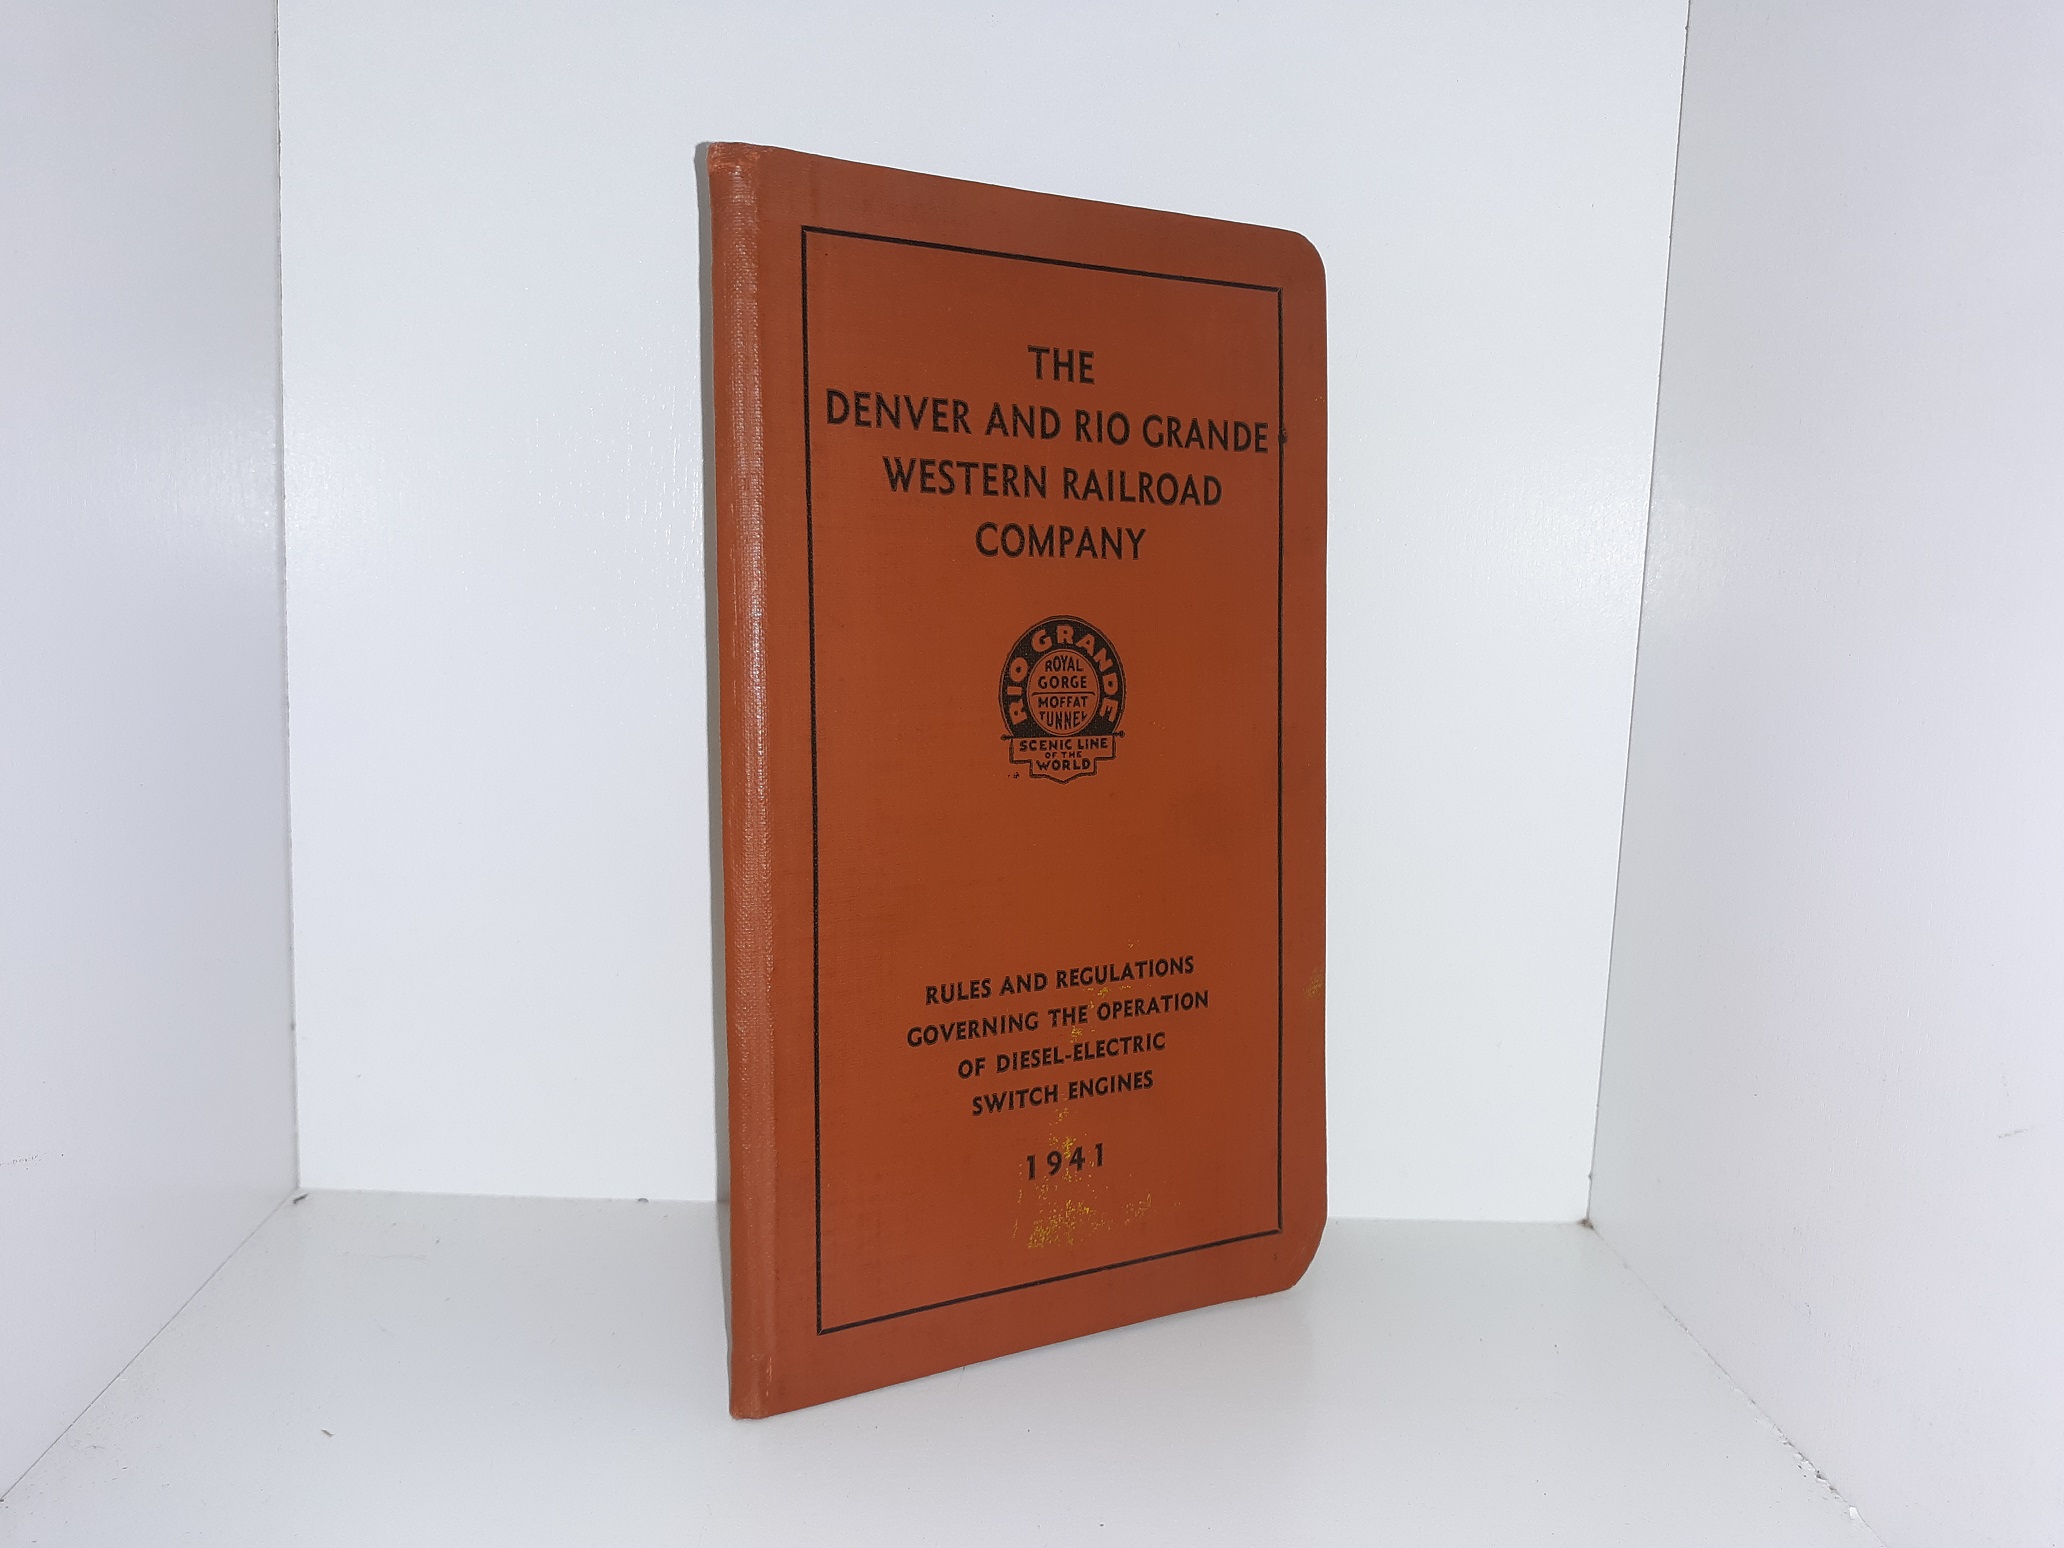 THE
DENVER AND RIO GRANDE
WESTERN RAILROAD
COMPANY
RIO GRANDE
ROYAL
GORGE
MOFFAT
TUNNEL
SCENIC LINE
OF THE
WORLD
RULES AND REGULATIONS
GOVERNING THE OPERATION
OF DIESEL-ELECTRIC
SWITCH ENGINES
1941